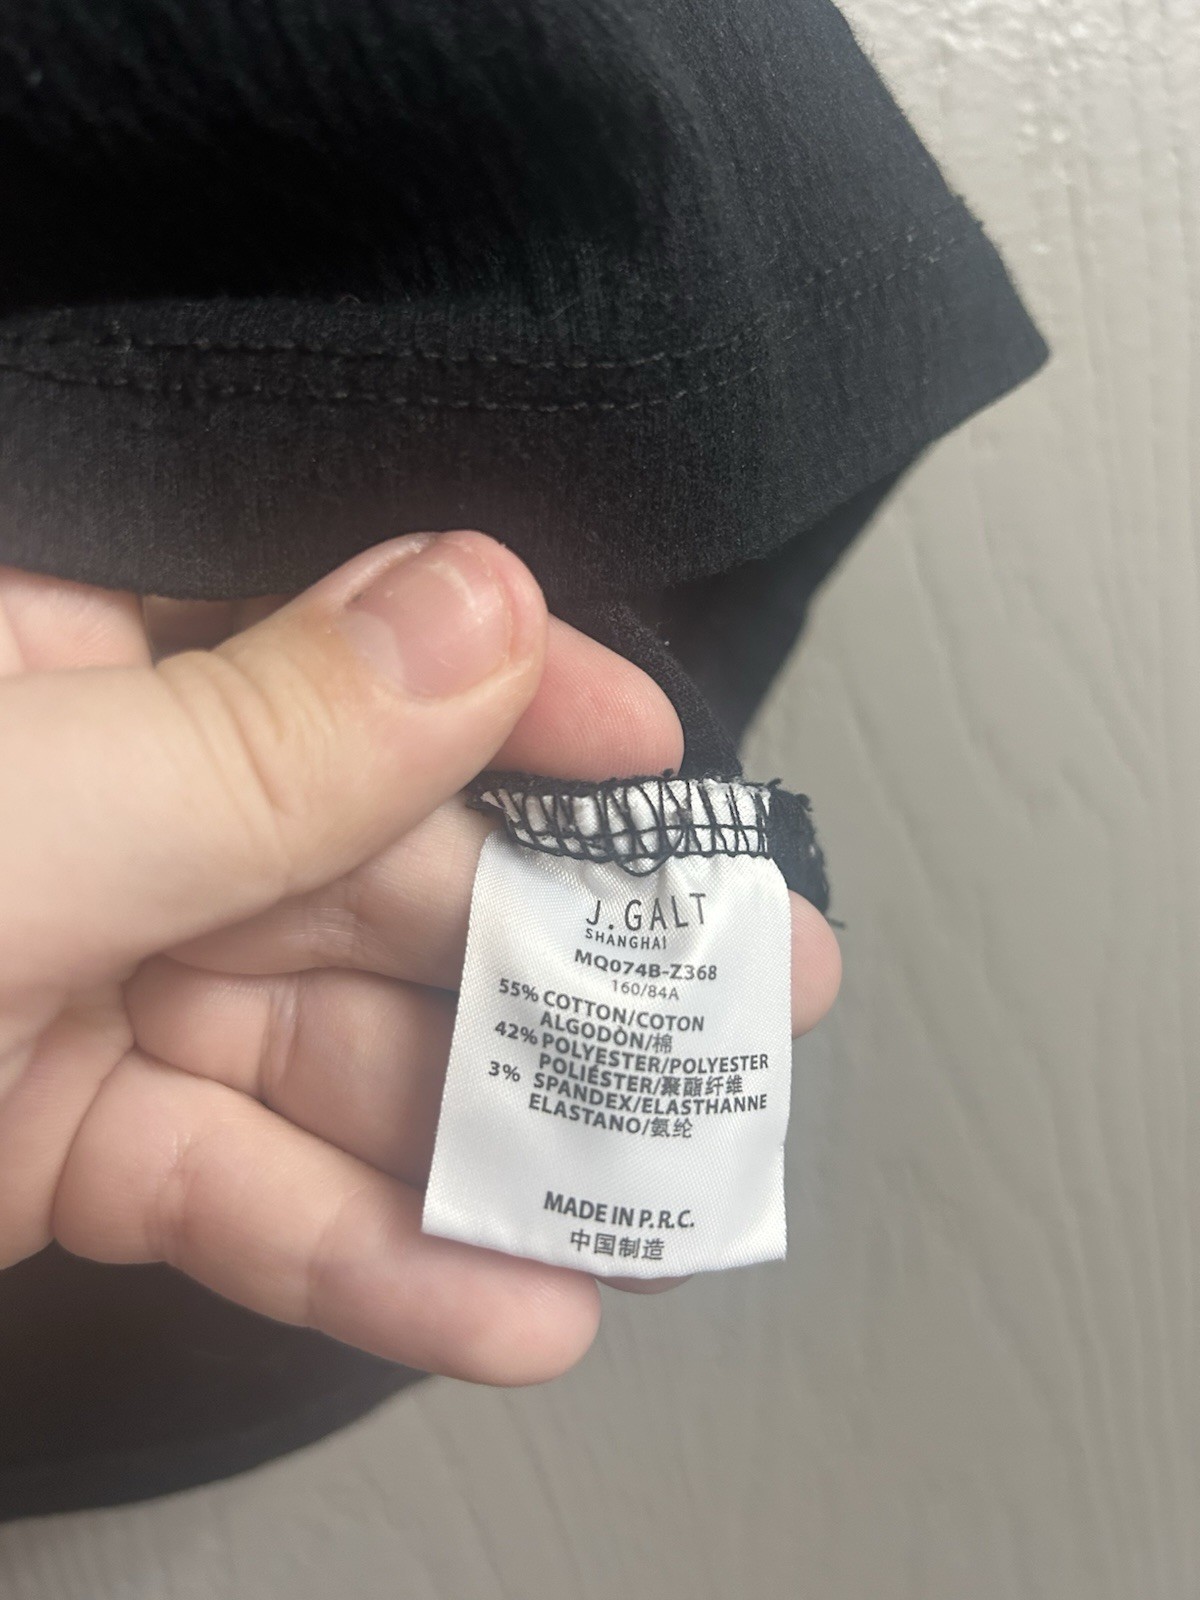 J.GALT
SHANGHAI
MQ074B-Z368
160/84A
55% COTTON/COTON
ALGODÒN/棉
42% POLYESTER/POLYESTER
POLIÉSTER/聚酯纤维
3% SPANDEX/ELASTHANNE
ELASTANO/氨纶
MADE IN P.R.C.
中国制造